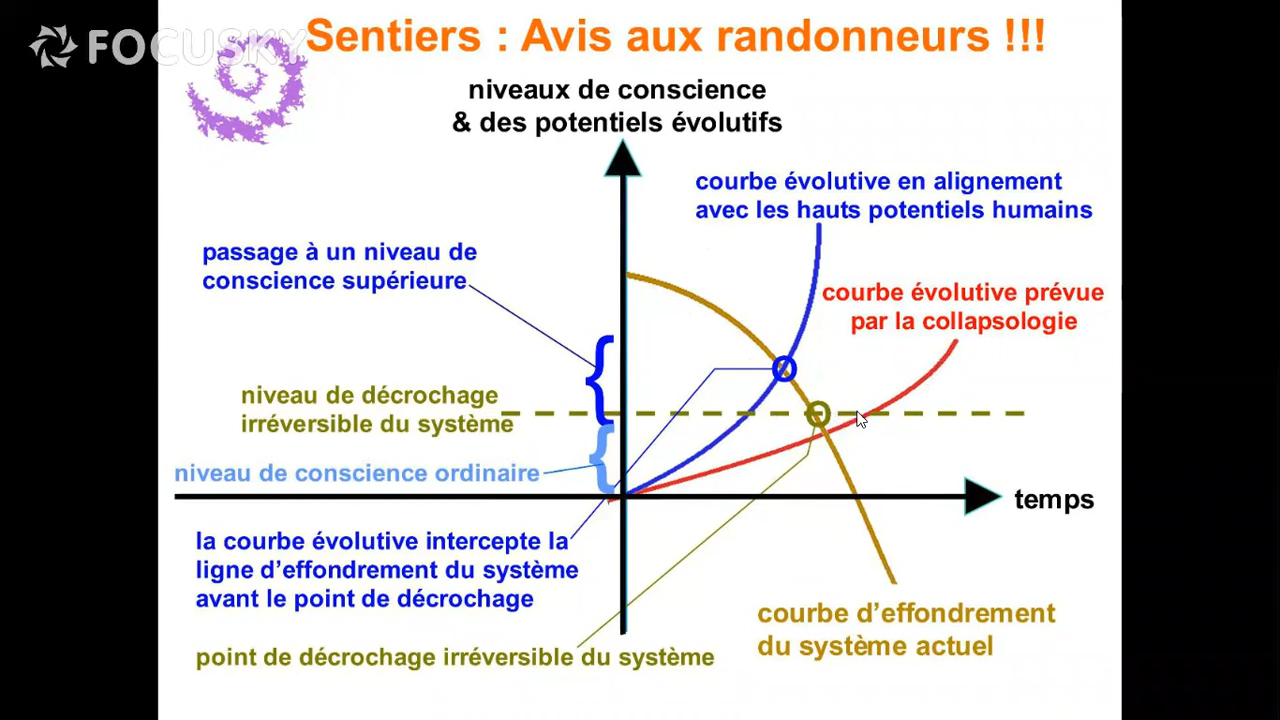 FOCUSKY
Sentiers : Avis aux randonneurs !!!
niveaux de conscience
& des potentiels évolutifs
courbe évolutive en alignement
avec les hauts potentiels humains
passage à un niveau de
conscience supérieure
courbe évolutive prévue
par la collapsologie
niveau de décrochage
irréversible du système
niveau de conscience ordinaire
temps
la courbe évolutive intercepte la
ligne d’effondrement du système
avant le point de décrochage
courbe d’effondrement
du système actuel
point de décrochage irréversible du système